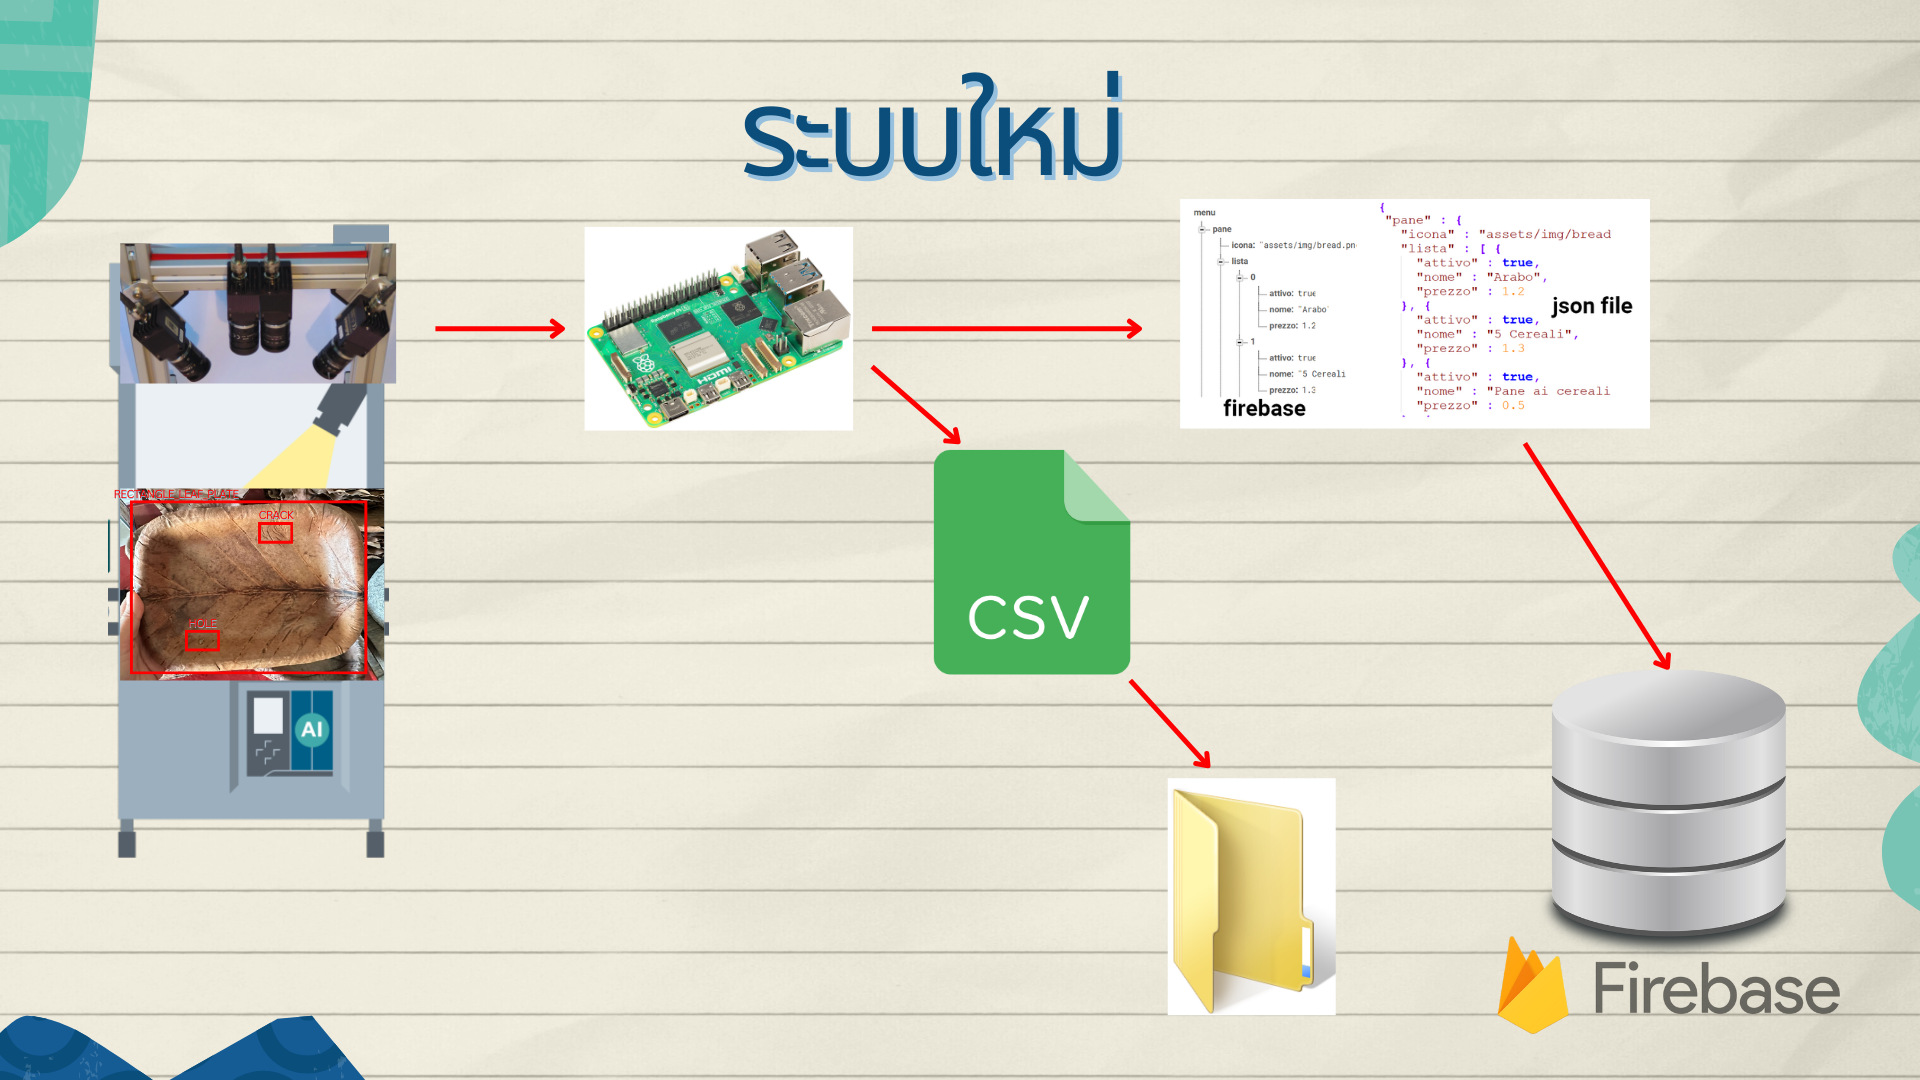 ระบบใหม่
RECTANGLE LEAF PLATE
CRACK
HOLE
AI
HDMI
menu
pane
icona: "assets/img/bread.pn
lista
0
attivo: true
nome: "Arabo"
prezzo: 1.2
1
attivo: true
nome: "5 Cereali
prezzo: 1.3
firebase
{
"pane" : {
"icona" : "assets/img/bread
"lista" : [ {
"attivo" : true,
"nome" : "Arabo",
"prezzo" : 1.2
}, {
"attivo" : true,
"nome" : "5 Cereali",
"prezzo" : 1.3
}, {
"attivo" : true,
"nome" : "Pane ai cereali
"prezzo" : 0.5
json file
CSV
Firebase